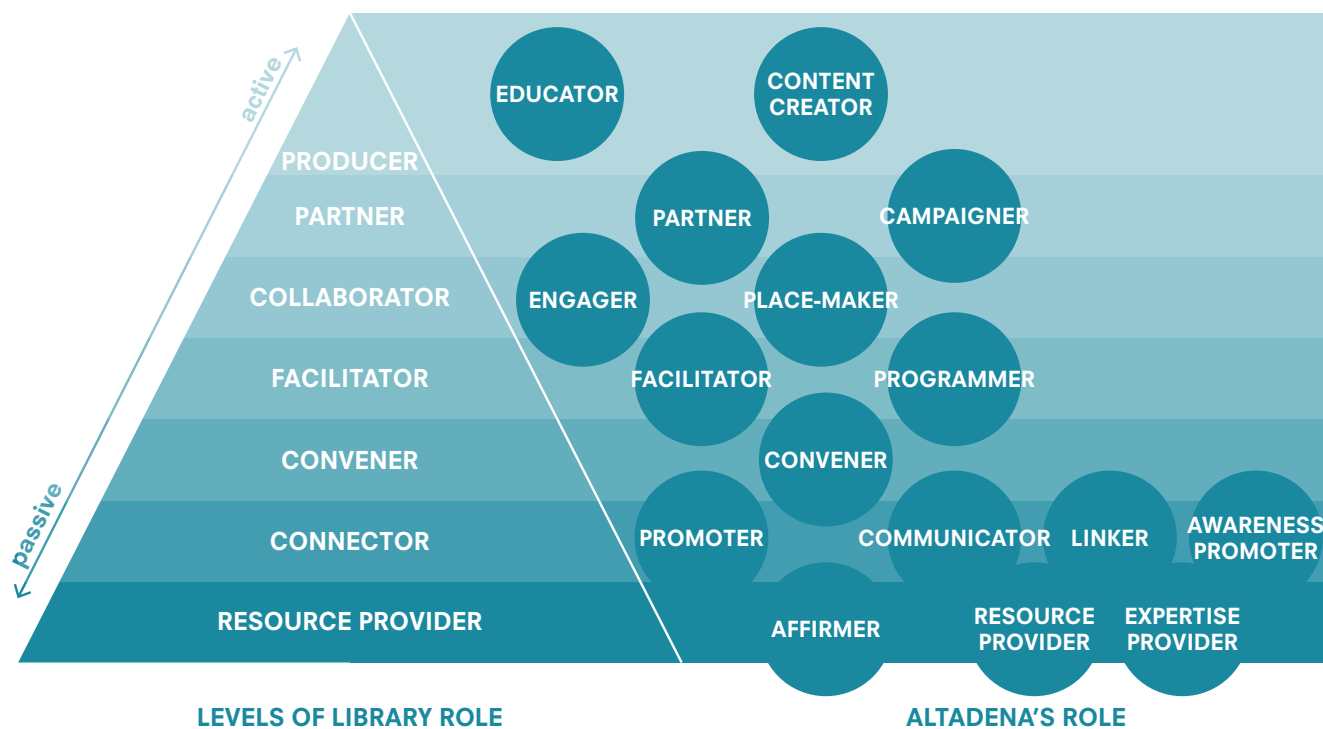 active
passive
PRODUCER
PARTNER
COLLABORATOR
FACILITATOR
CONVENER
CONNECTOR
RESOURCE PROVIDER
LEVELS OF LIBRARY ROLE
EDUCATOR
CONTENT
CREATOR
PARTNER
CAMPAIGNER
ENGAGER
PLACE-MAKER
FACILITATOR
PROGRAMMER
CONVENER
PROMOTER
COMMUNICATOR
LINKER
AWARENESS
PROMOTER
AFFIRMER
RESOURCE
PROVIDER
EXPERTISE
PROVIDER
ALTADENA'S ROLE